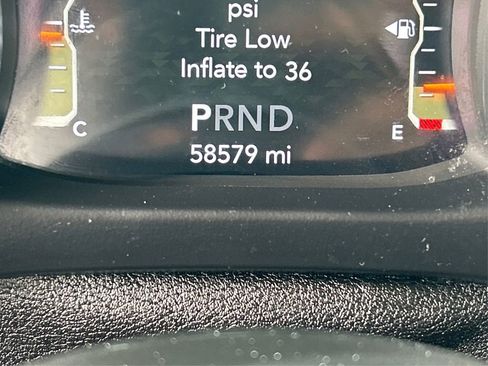 psi
Tire Low
Inflate to 36
PRND
58579 mi
C
E